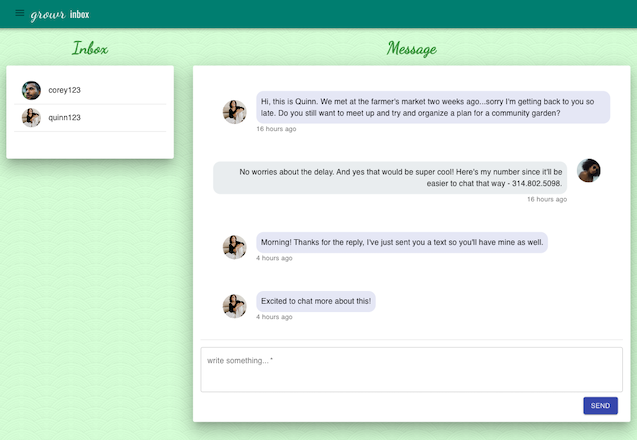 growr inbox
Inbox
corey123
quinn123
Message
Hi, this is Quinn. We met at the farmer's market two weeks ago...sorry I'm getting back to you so
late. Do you still want to meet up and try and organize a plan for a community garden?
16 hours ago
No worries about the delay. And yes that would be super cool! Here's my number since it'll be
easier to chat that way - 314.802.5098.
16 hours ago
Morning! Thanks for the reply, I've just sent you a text so you'll have mine as well.
4 hours ago
Excited to chat more about this!
4 hours ago
write something... *
SEND